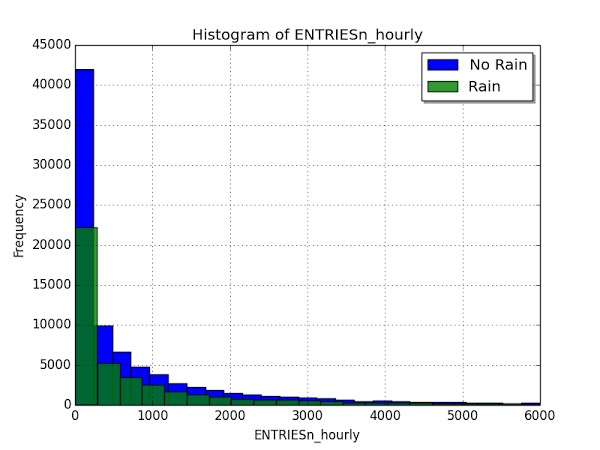 Histogram of ENTRIESn_hourly
45000
40000
35000
30000
25000
20000
15000
10000
5000
0
Frequency
No Rain
Rain
0 1000 2000 3000 4000 5000 6000
ENTRIESn_hourly